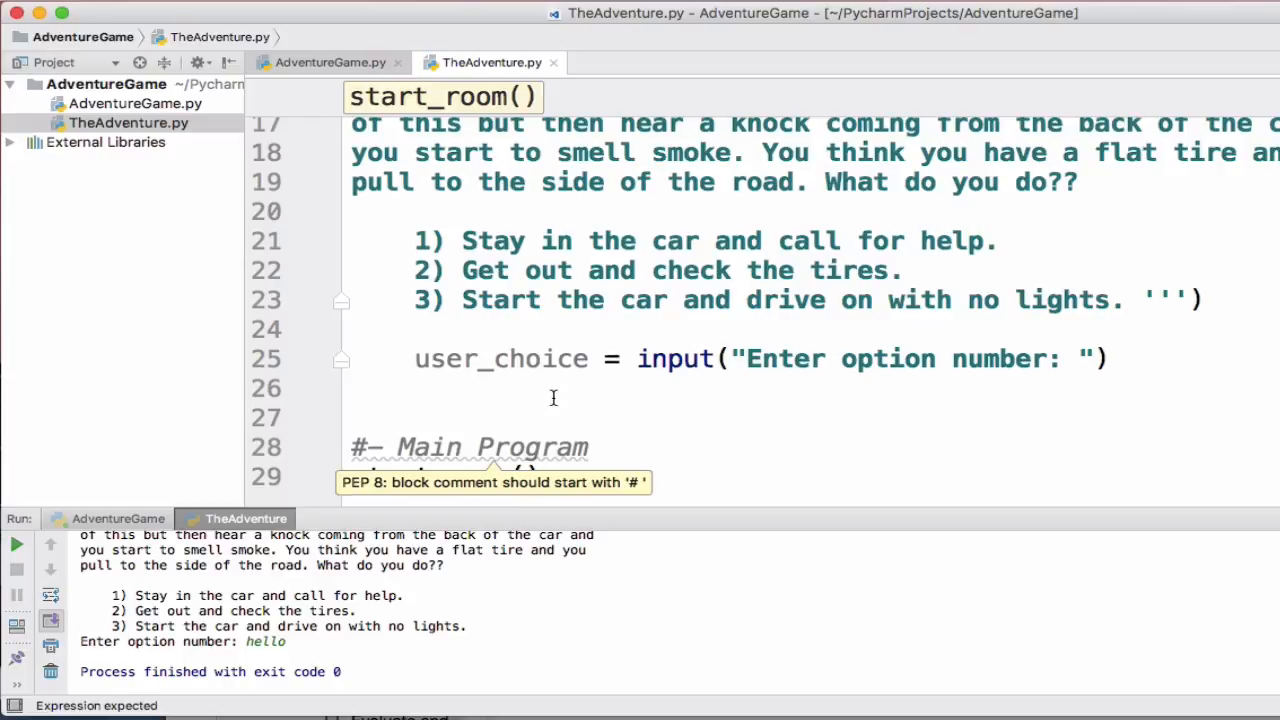 TheAdventure.py - AdventureGame - [~/PycharmProjects/AdventureGame]
AdventureGame TheAdventure.py
Project AdventureGame.py TheAdventure.py
AdventureGame ~/Pycharm
AdventureGame.py
TheAdventure.py
External Libraries
start_room()
17 of this but then hear a knock coming from the back of the
18 you start to smell smoke. You think you have a flat tire
19 pull to the side of the road. What do you do??
20
21 1) Stay in the car and call for help.
22 2) Get out and check the tires.
23 3) Start the car and drive on with no lights. ''')
24
25 user_choice = input("Enter option number: ")
26
27
28 #- Main Program
29
PEP 8: block comment should start with '# '
Run: AdventureGame TheAdventure
of this but then hear a knock coming from the back of the car and
you start to smell smoke. You think you have a flat tire and you
pull to the side of the road. What do you do??
1) Stay in the car and call for help.
2) Get out and check the tires.
3) Start the car and drive on with no lights.
Enter option number: hello
Process finished with exit code 0
Expression expected